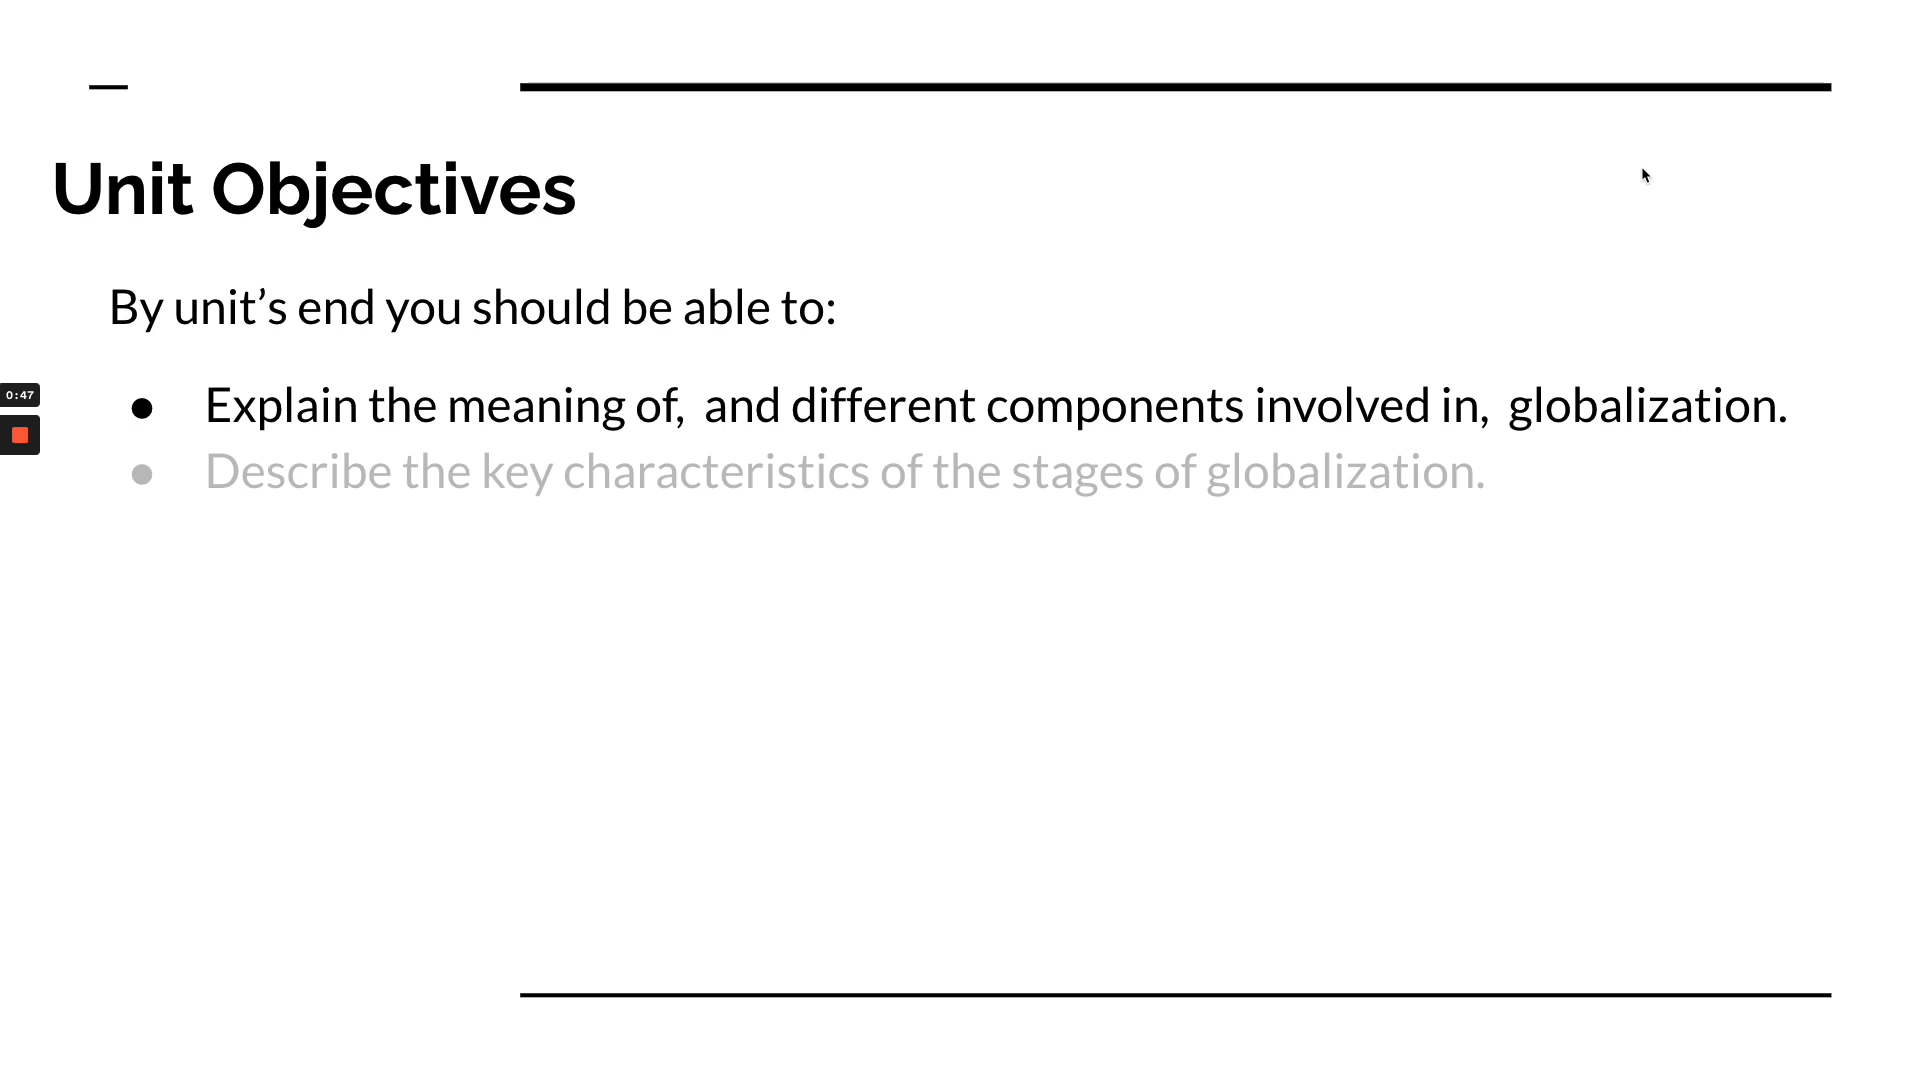 Unit Objectives
By unit’s end you should be able to:
● Explain the meaning of,  and different components involved in,  globalization.
● Describe the key characteristics of the stages of globalization.
0:47